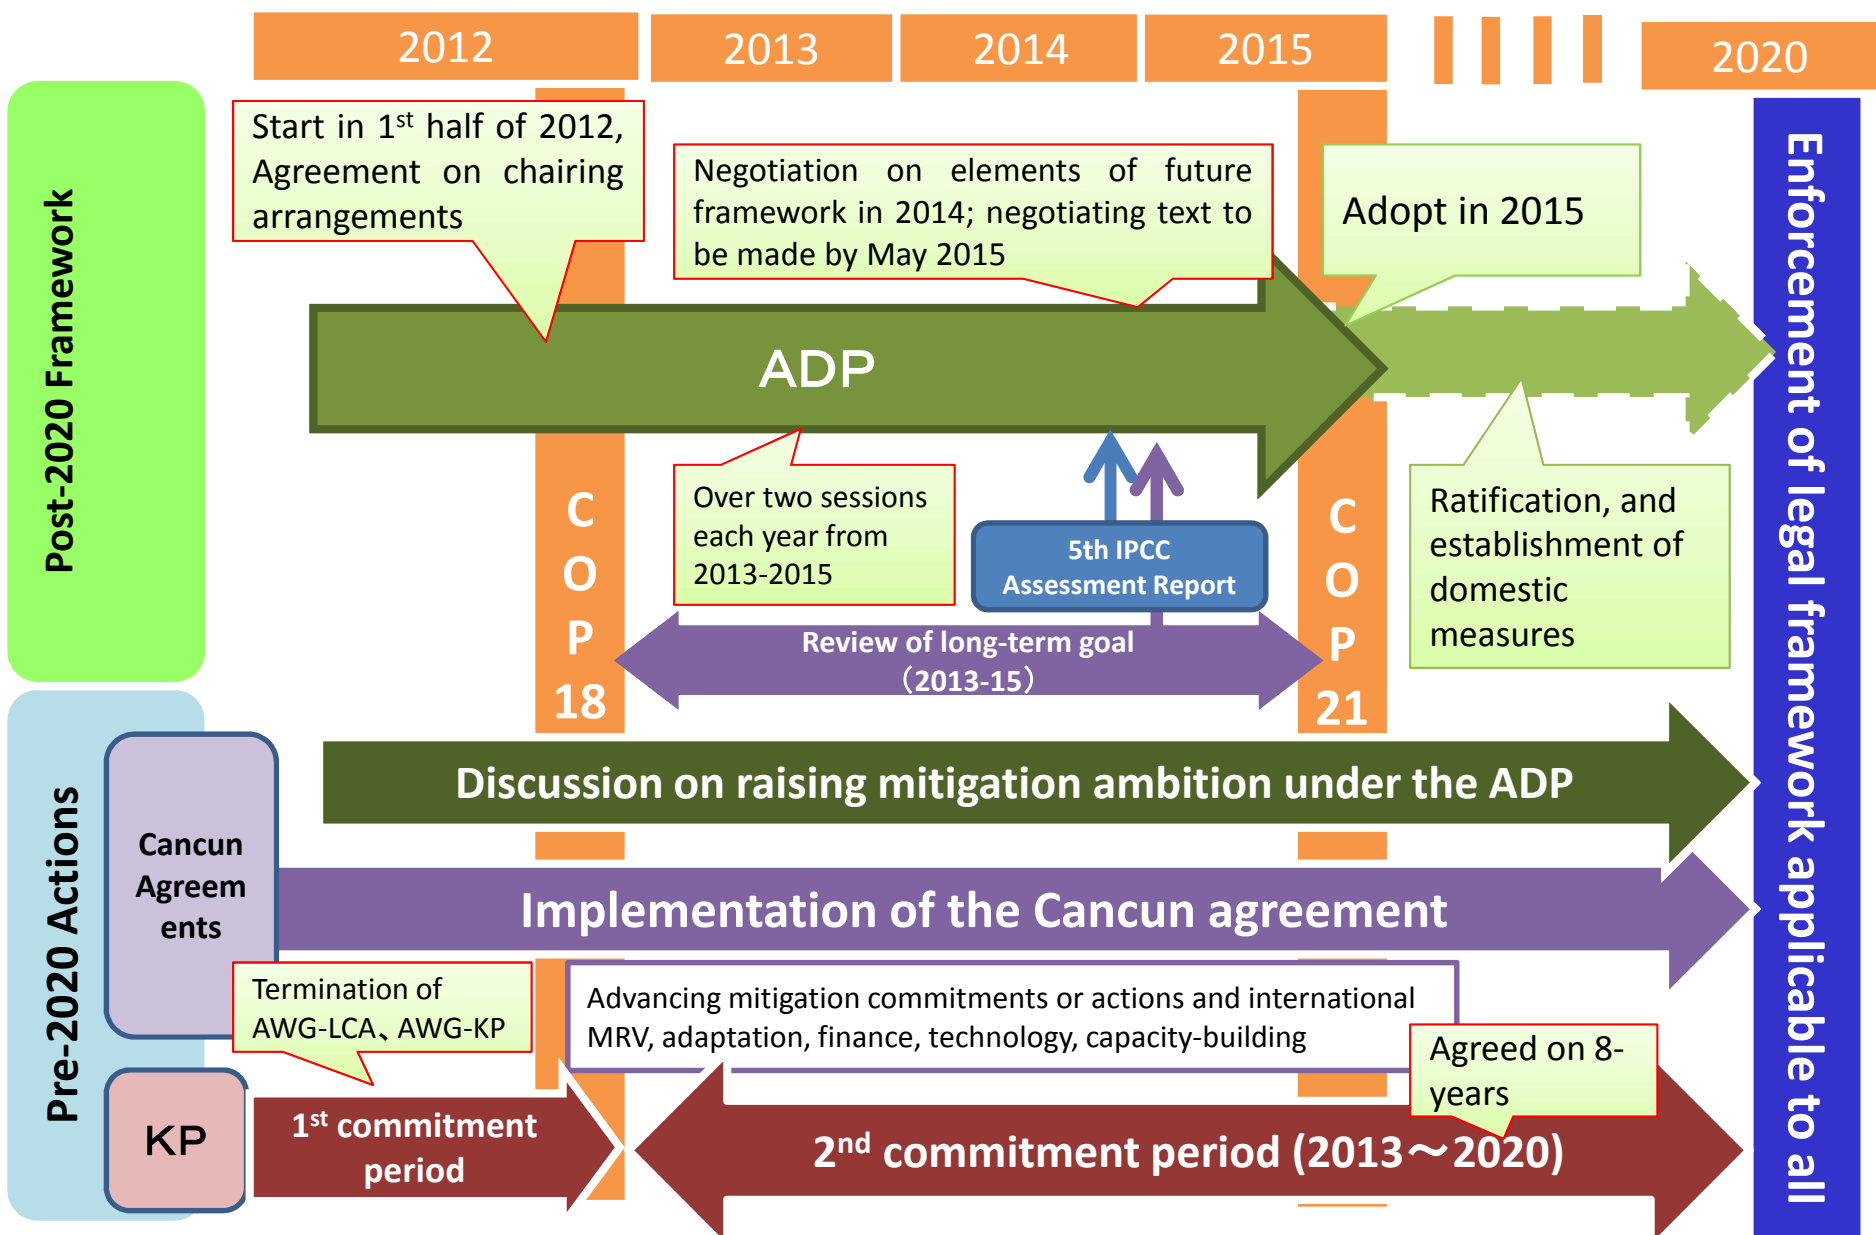 2012
2013
2014
2015
2020
Post-2020 Framework
Start in 1st half of 2012,
Agreement on chairing
arrangements
Negotiation on elements of future
framework in 2014; negotiating text to
be made by May 2015
Adopt in 2015
ADP
Over two sessions
each year from
2013-2015
5th IPCC
Assessment Report
Ratification, and
establishment of
domestic
measures
C
O
P
18
C
O
P
21
Review of long-term goal
（2013-15）
Enforcement of legal framework applicable to all
Pre-2020 Actions
Discussion on raising mitigation ambition under the ADP
Cancun
Agreem
ents
Implementation of the Cancun agreement
Termination of
AWG-LCA、AWG-KP
Advancing mitigation commitments or actions and international
MRV, adaptation, finance, technology, capacity-building
Agreed on 8-
years
KP
1st commitment
period
2nd commitment period (2013～2020)